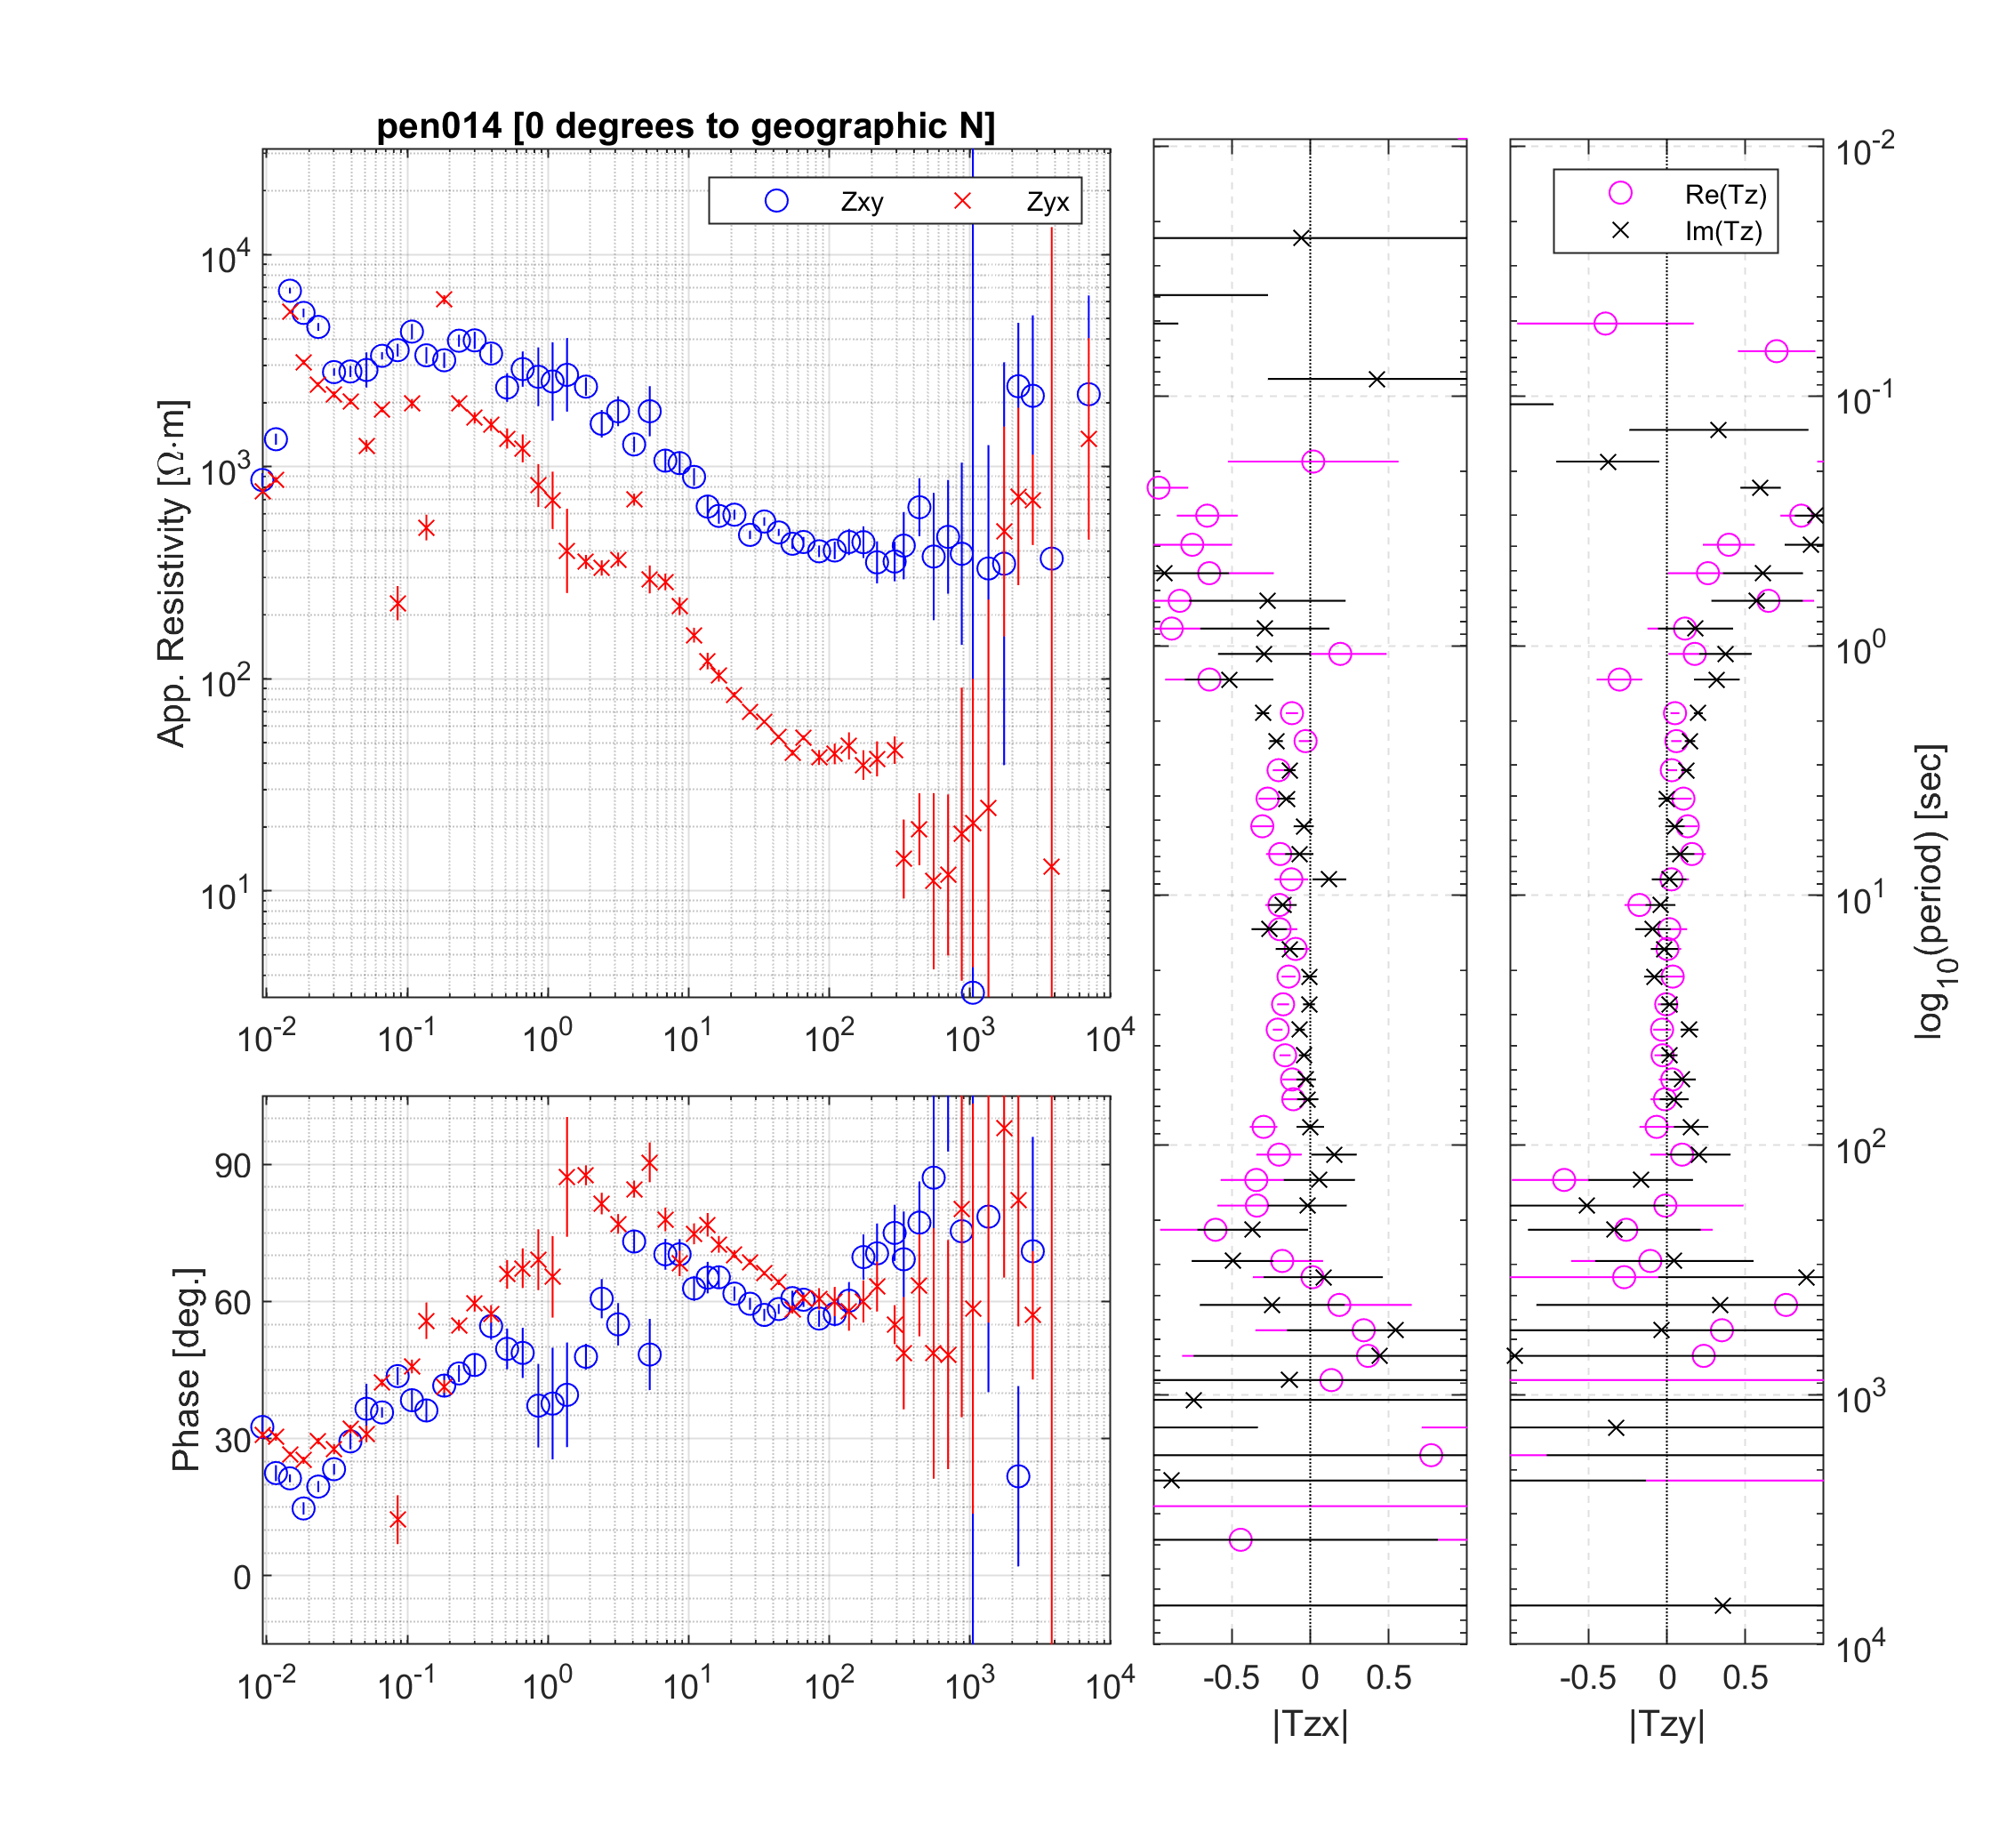 pen014 [0 degrees to geographic N]
Zxy Zyx
App. Resistivity [Ω·m]
10^4
10^3
10^2
10^1
10^-2 10^-1 10^0 10^1 10^2 10^3 10^4
Phase [deg.]
90
60
30
0
10^-2 10^-1 10^0 10^1 10^2 10^3 10^4
-0.5 0 0.5
|Tzx|
Re(Tz)
Im(Tz)
10^-2
10^-1
10^0
10^1
10^2
10^3
10^4
log_10(period) [sec]
-0.5 0 0.5
|Tzy|